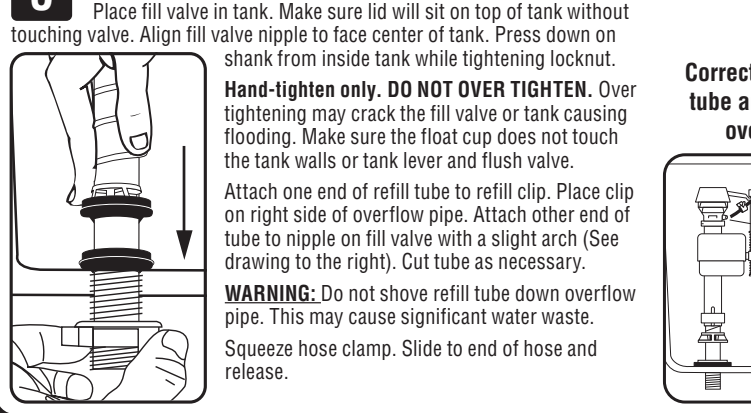 Place fill valve in tank. Make sure lid will sit on top of tank without
touching valve. Align fill valve nipple to face center of tank. Press down on
shank from inside tank while tightening locknut.
Hand-tighten only. DO NOT OVER TIGHTEN. Over
tightening may crack the fill valve or tank causing
flooding. Make sure the float cup does not touch
the tank walls or tank lever and flush valve.
Attach one end of refill tube to refill clip. Place clip
on right side of overflow pipe. Attach other end of
tube to nipple on fill valve with a slight arch (See
drawing to the right). Cut tube as necessary.
WARNING: Do not shove refill tube down overflow
pipe. This may cause significant water waste.
Squeeze hose clamp. Slide to end of hose and
release.
Correct
tube a
ov